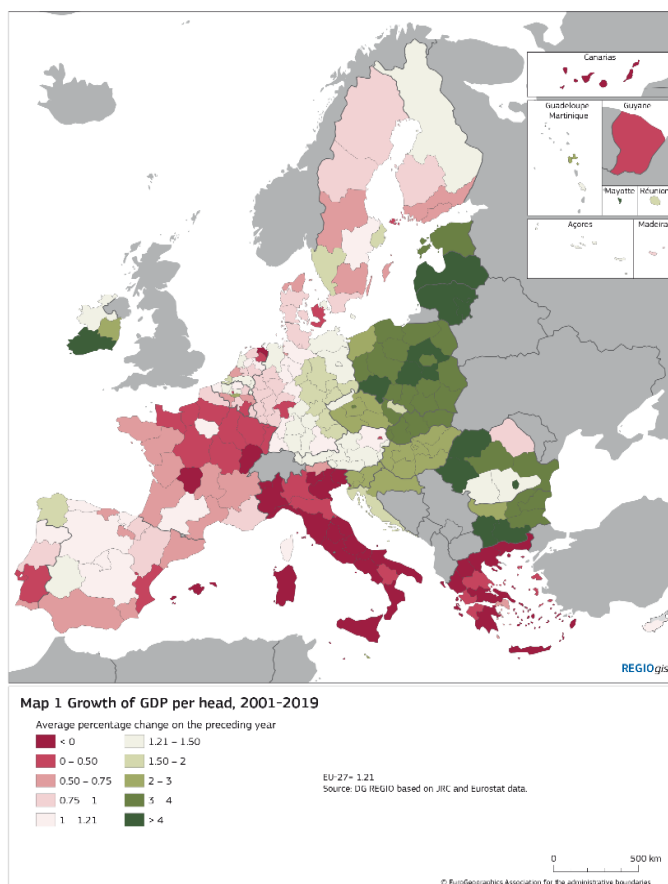 Canarias
Guadeloupe
Martinique
Guyane
Mayotte
Réunion
Açores
Madeira
REGIOgis
Map 1 Growth of GDP per head, 2001-2019
Average percentage change on the preceding year
< 0
0 – 0.50
0.50 – 0.75
0.75 – 1
1 – 1.21
1.21 – 1.50
1.50 – 2
2 – 3
3 – 4
> 4
EU-27= 1.21
Source: DG REGIO based on JRC and Eurostat data.
0
500 km
© EuroGeographics Association for the administrative boundaries